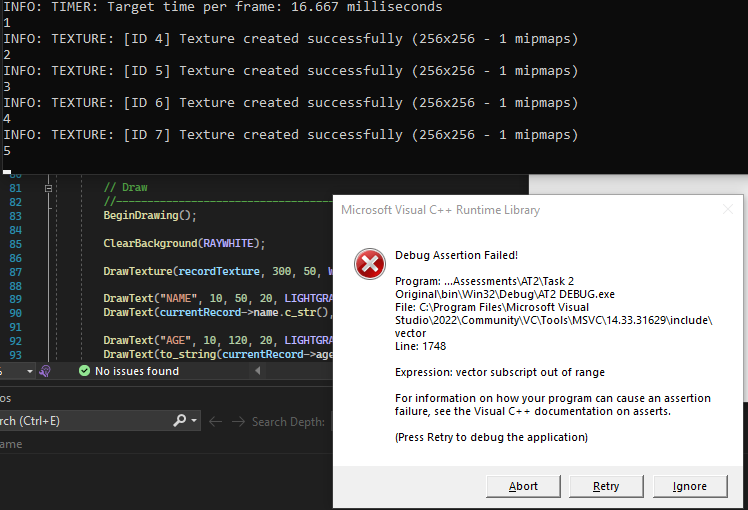 INFO: TIMER: Target time per frame: 16.667 milliseconds
1
INFO: TEXTURE: [ID 4] Texture created successfully (256x256 - 1 mipmaps)
2
INFO: TEXTURE: [ID 5] Texture created successfully (256x256 - 1 mipmaps)
3
INFO: TEXTURE: [ID 6] Texture created successfully (256x256 - 1 mipmaps)
4
INFO: TEXTURE: [ID 7] Texture created successfully (256x256 - 1 mipmaps)
5
81 // Draw
82 //----------------------------------
83 BeginDrawing();
84
85 ClearBackground(RAYWHITE);
86
87 DrawTexture(recordTexture, 300, 50, W
88
89 DrawText("NAME", 10, 50, 20, LIGHTGRA
90 DrawText(currentRecord->name.c_str(),
91
92 DrawText("AGE", 10, 120, 20, LIGHTGRA
93 DrawText(to_string(currentRecord->age
No issues found
rch (Ctrl+E)
Search Depth:
ame
Microsoft Visual C++ Runtime Library
Debug Assertion Failed!
Program: ...Assessments\AT2\Task 2
Original\bin\Win32\Debug\AT2 DEBUG.exe
File: C:\Program Files\Microsoft Visual
Studio\2022\Community\VC\Tools\MSVC\14.33.31629\include\
vector
Line: 1748
Expression: vector subscript out of range
For information on how your program can cause an assertion
failure, see the Visual C++ documentation on asserts.
(Press Retry to debug the application)
Abort
Retry
Ignore